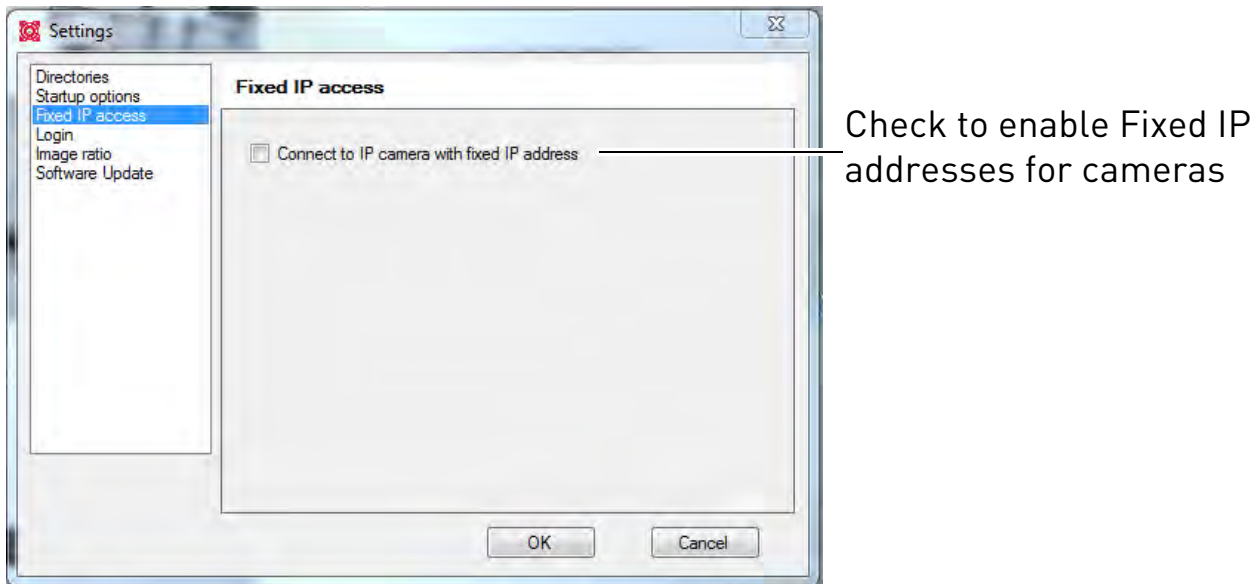 Settings
Directories
Startup options
Fixed IP access
Login
Image ratio
Software Update
Fixed IP access
Connect to IP camera with fixed IP address
Check to enable Fixed IP
addresses for cameras
OK
Cancel